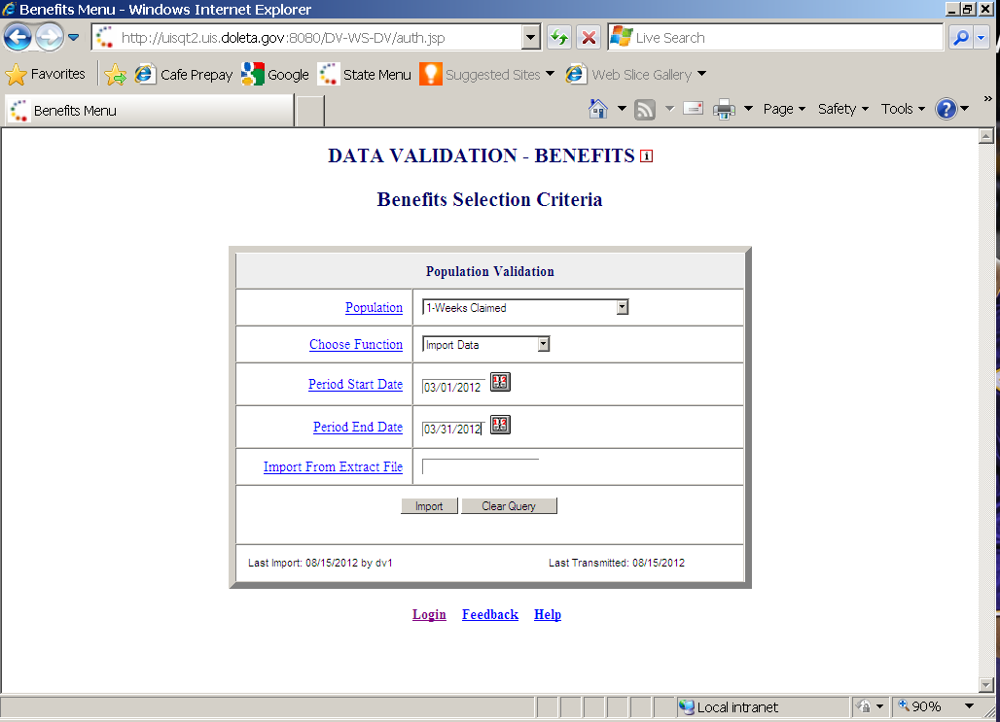 Benefits Menu - Windows Internet Explorer
http://uisqt2.uis.doleta.gov:8080/DV-WS-DV/auth.jsp
Live Search
Favorites Cafe Prepay Google State Menu Suggested Sites Web Slice Gallery
Benefits Menu Page Safety Tools »
DATA VALIDATION - BENEFITS
Benefits Selection Criteria
Population Validation
Population 1-Weeks Claimed
Choose Function Import Data
Period Start Date 03/01/2012
Period End Date 03/31/2012
Import From Extract File
Import Clear Query
Last Import: 08/15/2012 by dv1 Last Transmitted: 08/15/2012
Login Feedback Help
Local intranet 90%